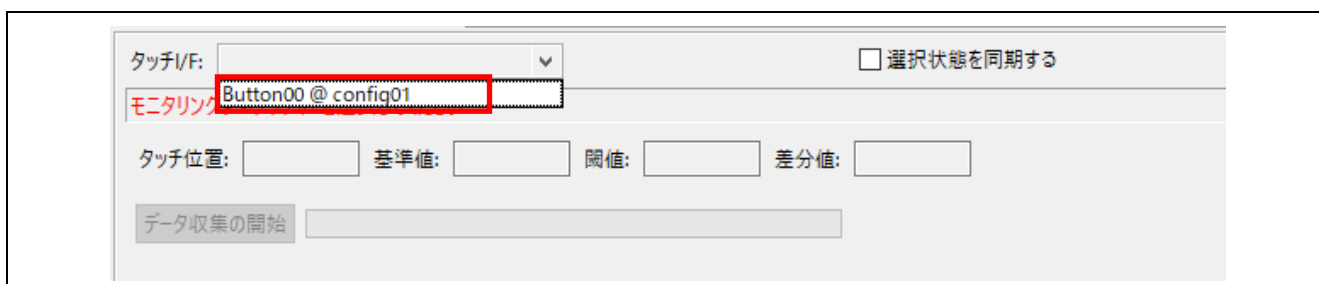 タッチI/F:
選択状態を同期する
Button00 @ config01
モニタリング
タッチ位置: 基準値: 閾値: 差分値:
データ収集の開始